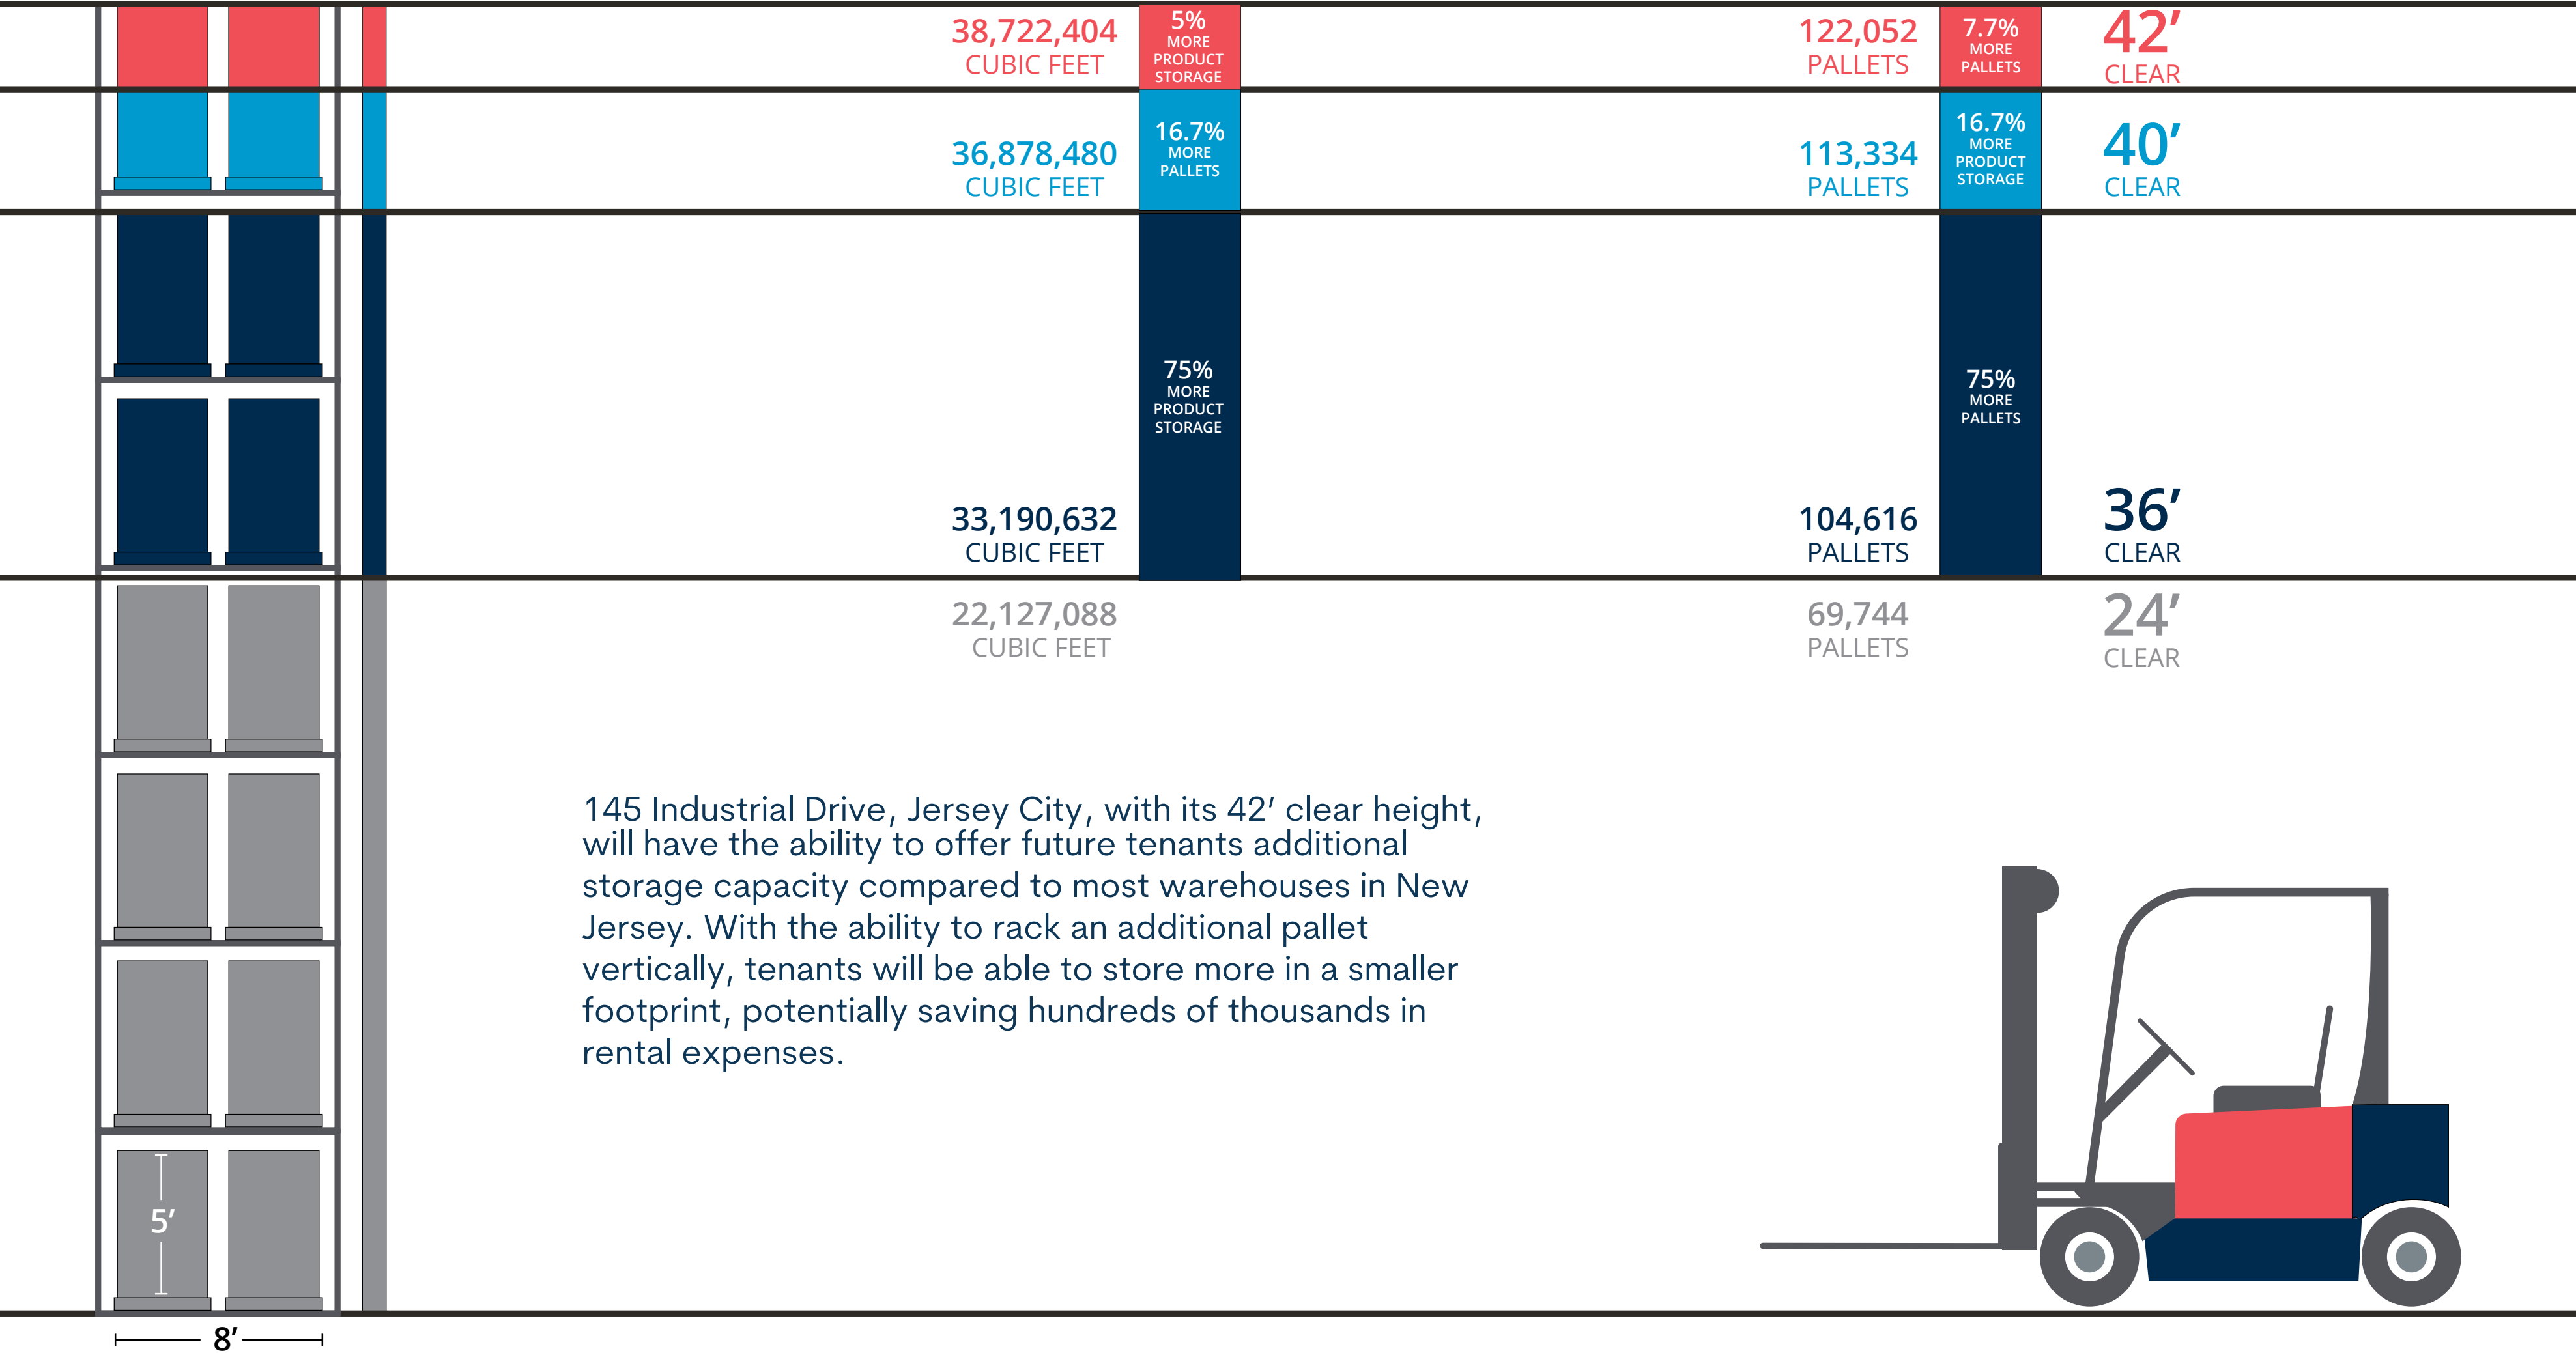 38,722,404
CUBIC FEET
5%
MORE
PRODUCT
STORAGE
122,052
PALLETS
7.7%
MORE
PALLETS
42’
CLEAR
36,878,480
CUBIC FEET
16.7%
MORE
PALLETS
113,334
PALLETS
16.7%
MORE
PRODUCT
STORAGE
40’
CLEAR
33,190,632
CUBIC FEET
75%
MORE
PRODUCT
STORAGE
104,616
PALLETS
75%
MORE
PALLETS
36’
CLEAR
22,127,088
CUBIC FEET
69,744
PALLETS
24’
CLEAR
145 Industrial Drive, Jersey City, with its 42’ clear height,
will have the ability to offer future tenants additional
storage capacity compared to most warehouses in New
Jersey. With the ability to rack an additional pallet
vertically, tenants will be able to store more in a smaller
footprint, potentially saving hundreds of thousands in
rental expenses.
5’
8’